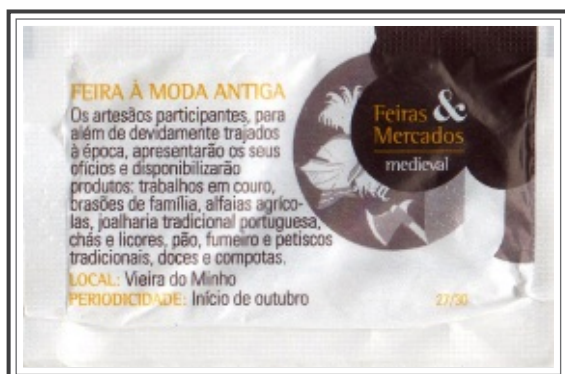 FEIRA À MODA ANTIGA
Os artesãos participantes, para
além de devidamente trajados
à época, apresentarão os seus
ofícios e disponibilizarão
produtos: trabalhos em couro,
brasões de família, alfaias agríco-
las, joalharia tradicional portuguesa,
chás e licores, pão, fumeiro e petiscos
tradicionais, doces e compotas.
LOCAL: Vieira do Minho
PERIODICIDADE: Início de outubro
27/30
Feiras &
Mercados
medieval